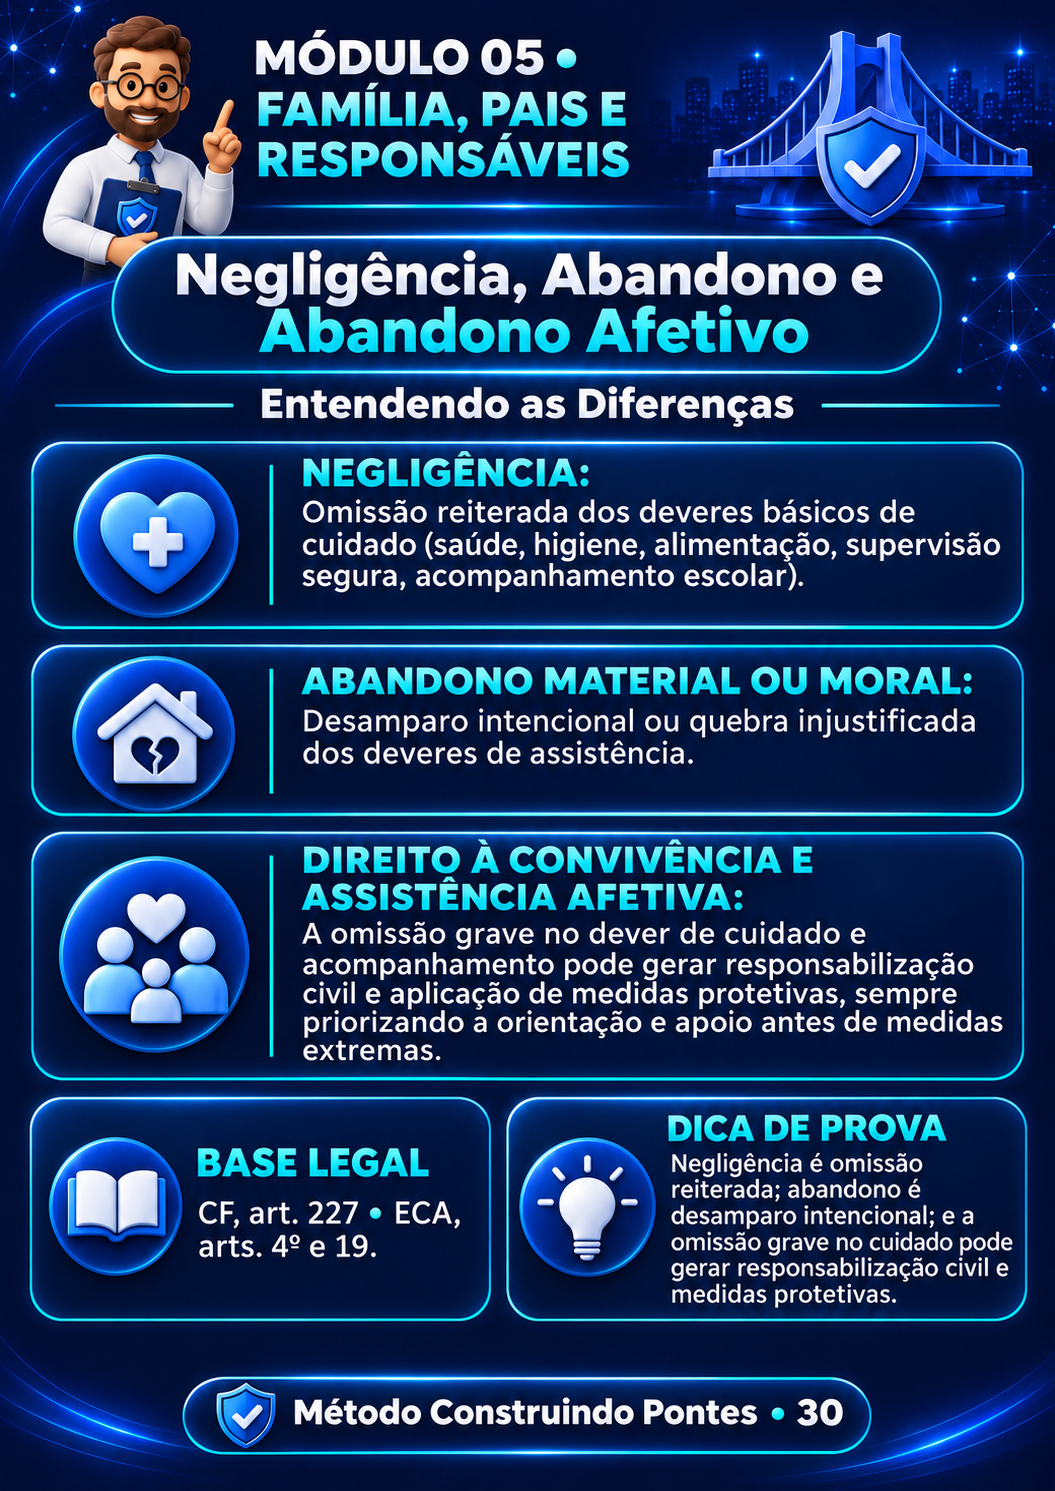 MÓDULO 05 •
FAMÍLIA, PAIS E
RESPONSÁVEIS
Negligência, Abandono e
Abandono Afetivo
Entendendo as Diferenças
NEGLIGÊNCIA:
Omissão reiterada dos deveres básicos de
cuidado (saúde, higiene, alimentação, supervisão
segura, acompanhamento escolar).
ABANDONO MATERIAL OU MORAL:
Desamparo intencional ou quebra injustificada
dos deveres de assistência.
DIREITO À CONVIVÊNCIA E
ASSISTÊNCIA AFETIVA:
A omissão grave no dever de cuidado e
acompanhamento pode gerar responsabilização
civil e aplicação de medidas protetivas, sempre
priorizando a orientação e apoio antes de medidas
extremas.
BASE LEGAL
CF, art. 227 • ECA,
arts. 4º e 19.
DICA DE PROVA
Negligência é omissão
reiterada; abandono é
desamparo intencional; e a
omissão grave no cuidado pode
gerar responsabilização civil e
medidas protetivas.
Método Construindo Pontes • 30